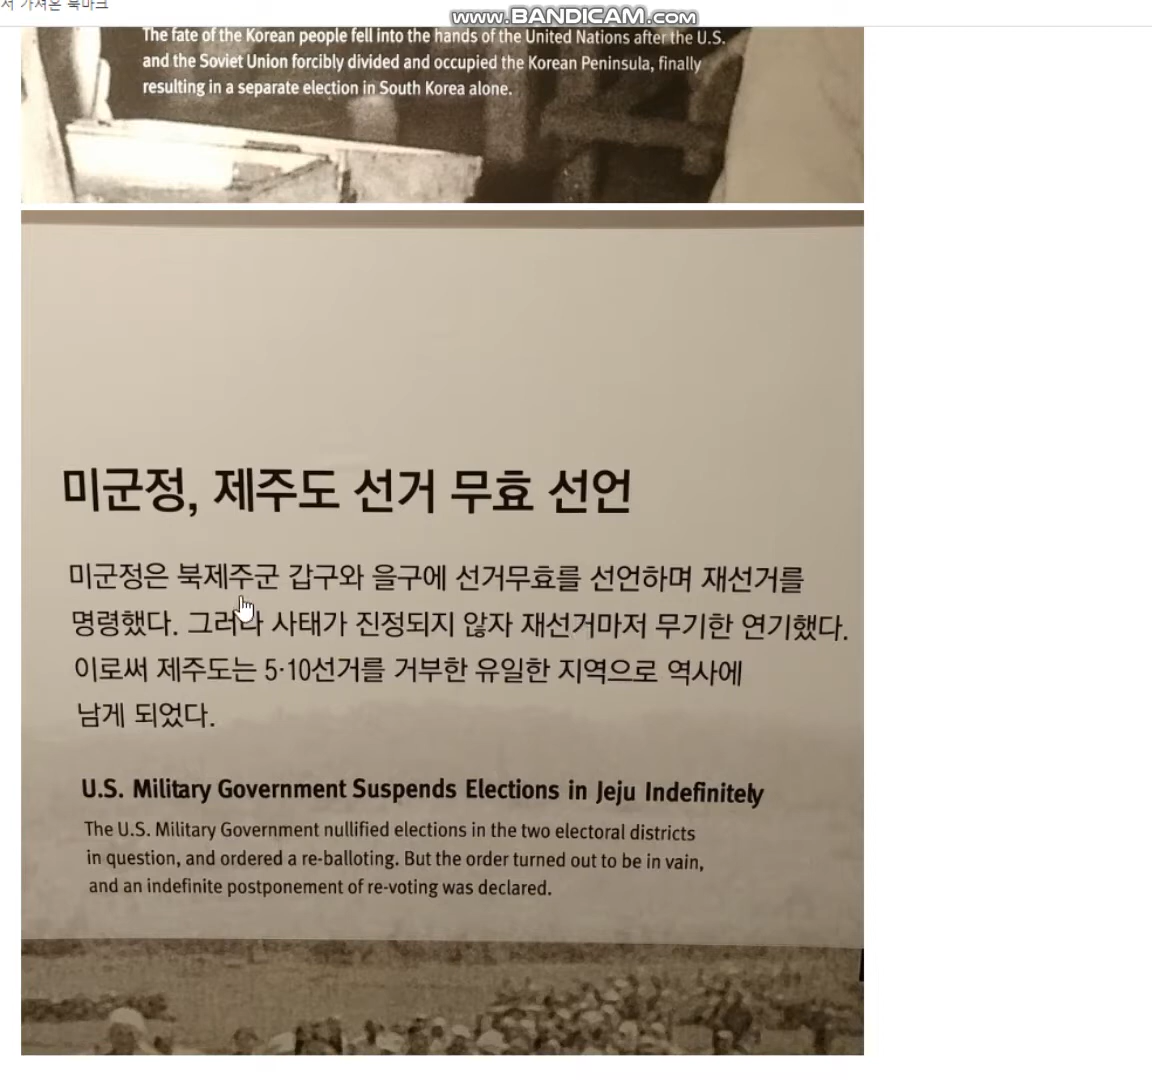 서 가져온 북마크
www.BANDICAM.com
The fate of the Korean people fell into the hands of the United Nations after the U.S.
and the Soviet Union forcibly divided and occupied the Korean Peninsula, finally
resulting in a separate election in South Korea alone.
미군정, 제주도 선거 무효 선언
미군정은 북제주군 갑구와 을구에 선거무효를 선언하며 재선거를
명령했다. 그러나 사태가 진정되지 않자 재선거마저 무기한 연기했다.
이로써 제주도는 5·10선거를 거부한 유일한 지역으로 역사에
남게 되었다.
U.S. Military Government Suspends Elections in Jeju Indefinitely
The U.S. Military Government nullified elections in the two electoral districts
in question, and ordered a re-balloting. But the order turned out to be in vain,
and an indefinite postponement of re-voting was declared.